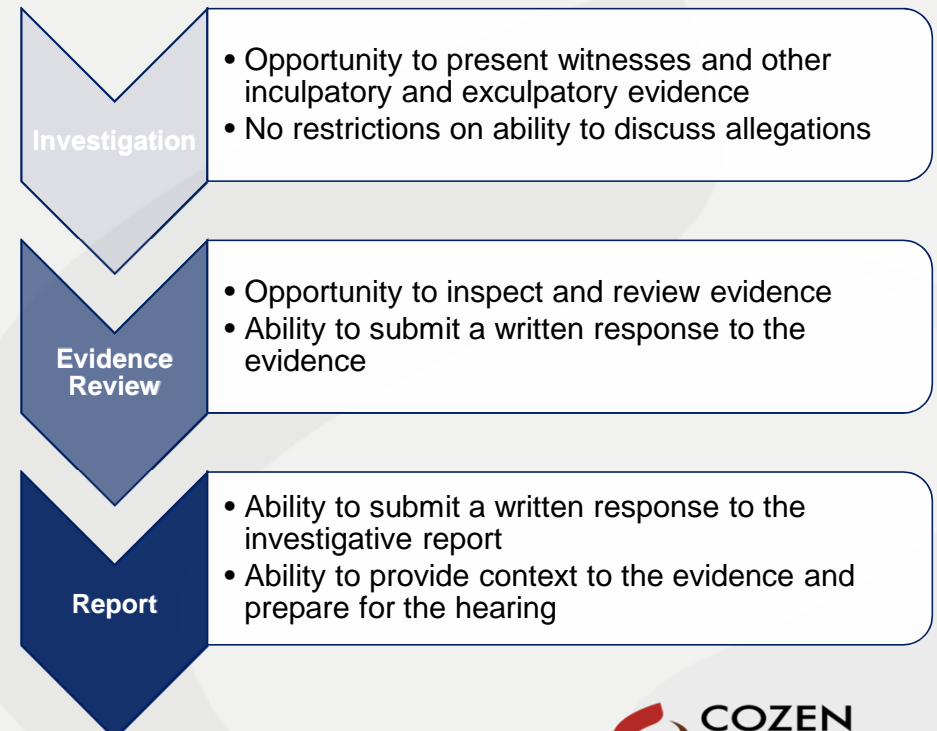 Investigation
• Opportunity to present witnesses and other
inculpatory and exculpatory evidence
• No restrictions on ability to discuss allegations
Evidence
Review
• Opportunity to inspect and review evidence
• Ability to submit a written response to the
evidence
Report
• Ability to submit a written response to the
investigative report
• Ability to provide context to the evidence and
prepare for the hearing
COZEN